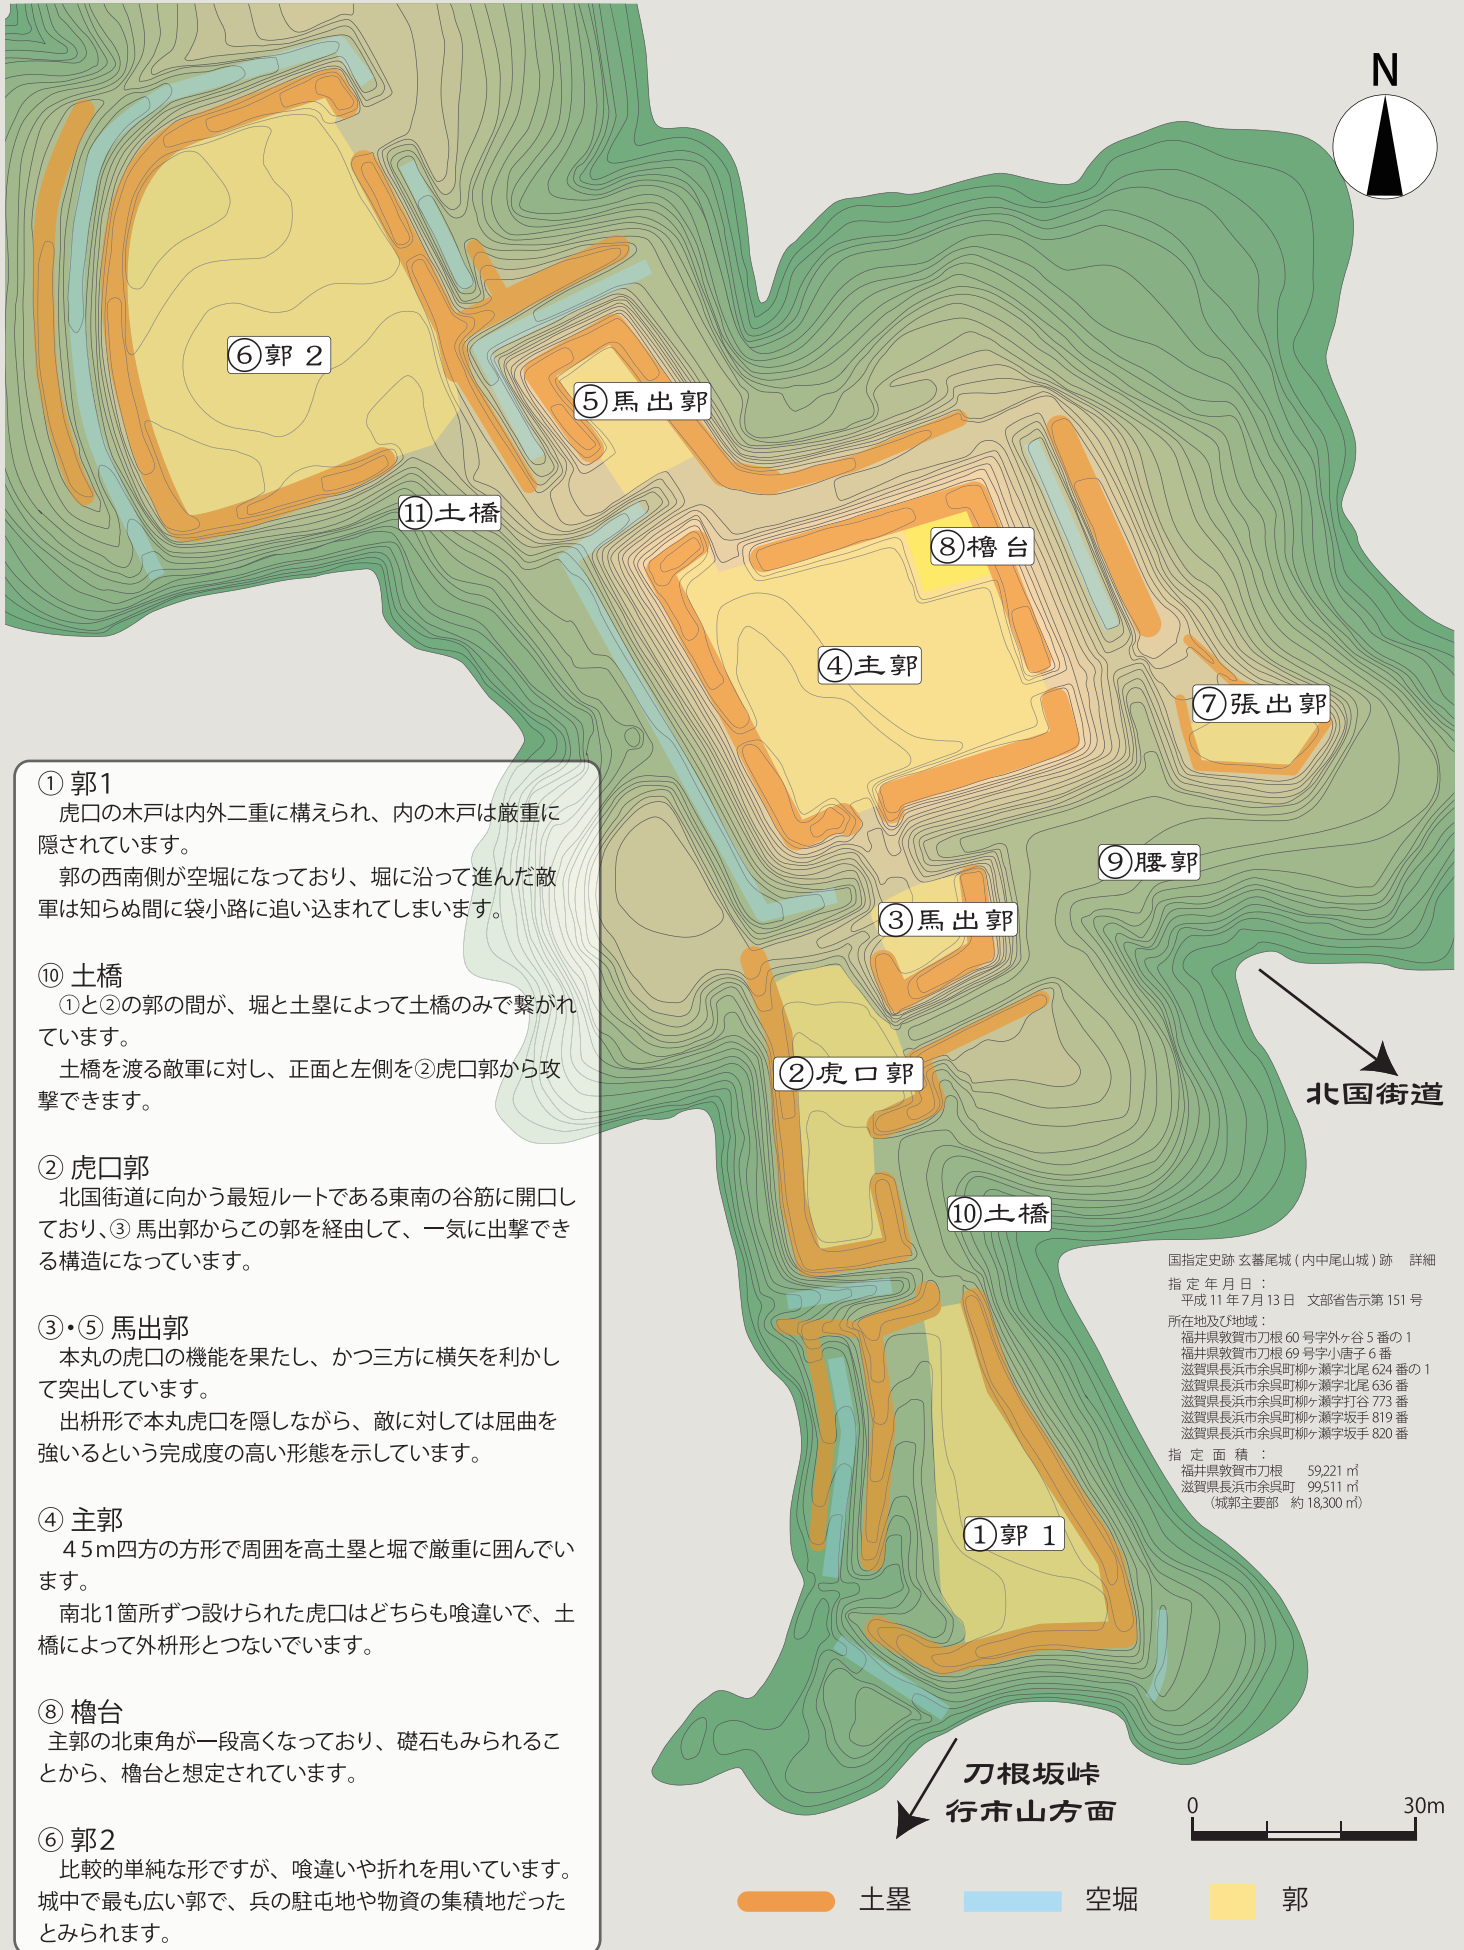 N
⑥郭 2
⑤馬出郭
⑪土橋
⑧櫓台
④主郭
⑦張出郭
⑨腰郭
③馬出郭
北国街道
②虎口郭
⑩土橋
①郭 1
刀根坂峠
行市山方面
① 郭1
虎口の木戸は内外二重に構えられ、内の木戸は厳重に
隠されています。
郭の西南側が空堀になっており、堀に沿って進んだ敵
軍は知らぬ間に袋小路に追い込まれてしまいます。
⑩ 土橋
①と②の郭の間が、堀と土塁によって土橋のみで繋がれ
ています。
土橋を渡る敵軍に対し、正面と左側を②虎口郭から攻
撃できます。
② 虎口郭
北国街道に向かう最短ルートである東南の谷筋に開口し
ており、③ 馬出郭からこの郭を経由して、一気に出撃でき
る構造になっています。
③・⑤ 馬出郭
本丸の虎口の機能を果たし、かつ三方に横矢を利かし
て突出しています。
出枡形で本丸虎口を隠しながら、敵に対しては屈曲を
強いるという完成度の高い形態を示しています。
④ 主郭
４５ｍ四方の方形で周囲を高土塁と堀で厳重に囲んでい
ます。
南北１箇所ずつ設けられた虎口はどちらも喰違いで、土
橋によって外枡形とつないでいます。
⑧ 櫓台
主郭の北東角が一段高くなっており、礎石もみられるこ
とから、櫓台と想定されています。
⑥ 郭２
比較的単純な形ですが、喰違いや折れを用いています。
城中で最も広い郭で、兵の駐屯地や物資の集積地だった
とみられます。
国指定史跡 玄蕃尾城 ( 内中尾山城 ) 跡　詳細
指 定 年 月 日 ：
平成 11 年 7 月 13 日　文部省告示第 151 号
所在地及び地域：
福井県敦賀市刀根 60 号字外ヶ谷 5 番の 1
福井県敦賀市刀根 69 号字小唐子 6 番
滋賀県長浜市余呉町柳ヶ瀬字北尾 624 番の 1
滋賀県長浜市余呉町柳ヶ瀬字北尾 636 番
滋賀県長浜市余呉町柳ヶ瀬字打谷 773 番
滋賀県長浜市余呉町柳ヶ瀬字坂手 819 番
滋賀県長浜市余呉町柳ヶ瀬字坂手 820 番
指 定 面 積 ：
福井県敦賀市刀根　59,221 ㎡
滋賀県長浜市余呉町　99,511 ㎡
（城郭主要部　約 18,300 ㎡）
0 30m
土塁 空堀 郭